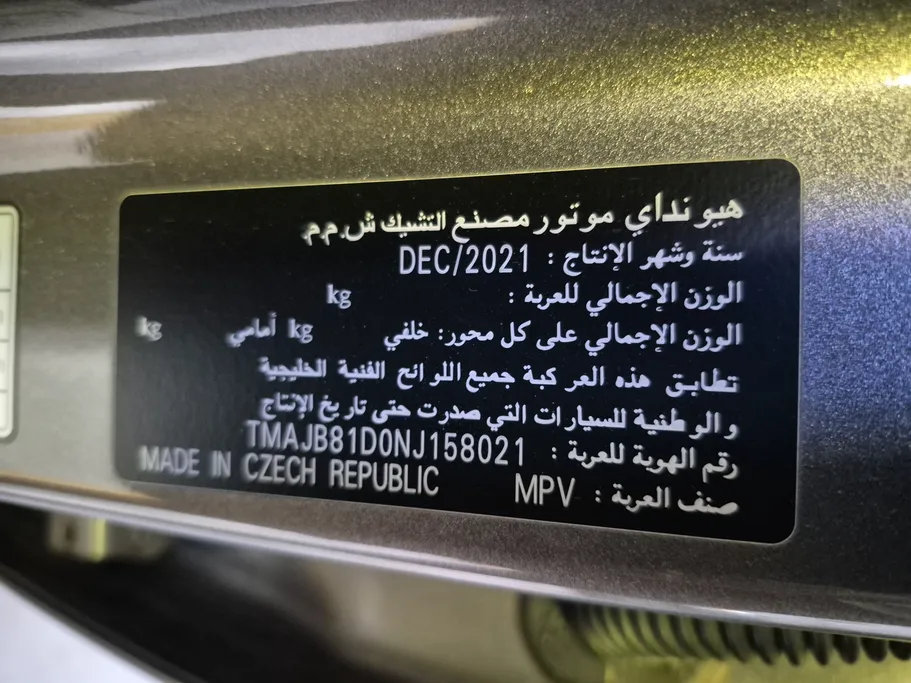 هيونداي موتور مصنع التشيك ش.م.م.
سنة وشهر الإنتاج : DEC/2021
الوزن الإجمالي للعربة : kg
الوزن الإجمالي على كل محور: خلفي kg أمامي kg
تطابق هذه المركبة جميع اللوائح الفنية الخليجية
والوطنية للسيارات التي صدرت حتى تاريخ الإنتاج
رقم الهوية للعربة : TMAJB81D0NJ158021
صنف العربة : MPV MADE IN CZECH REPUBLIC